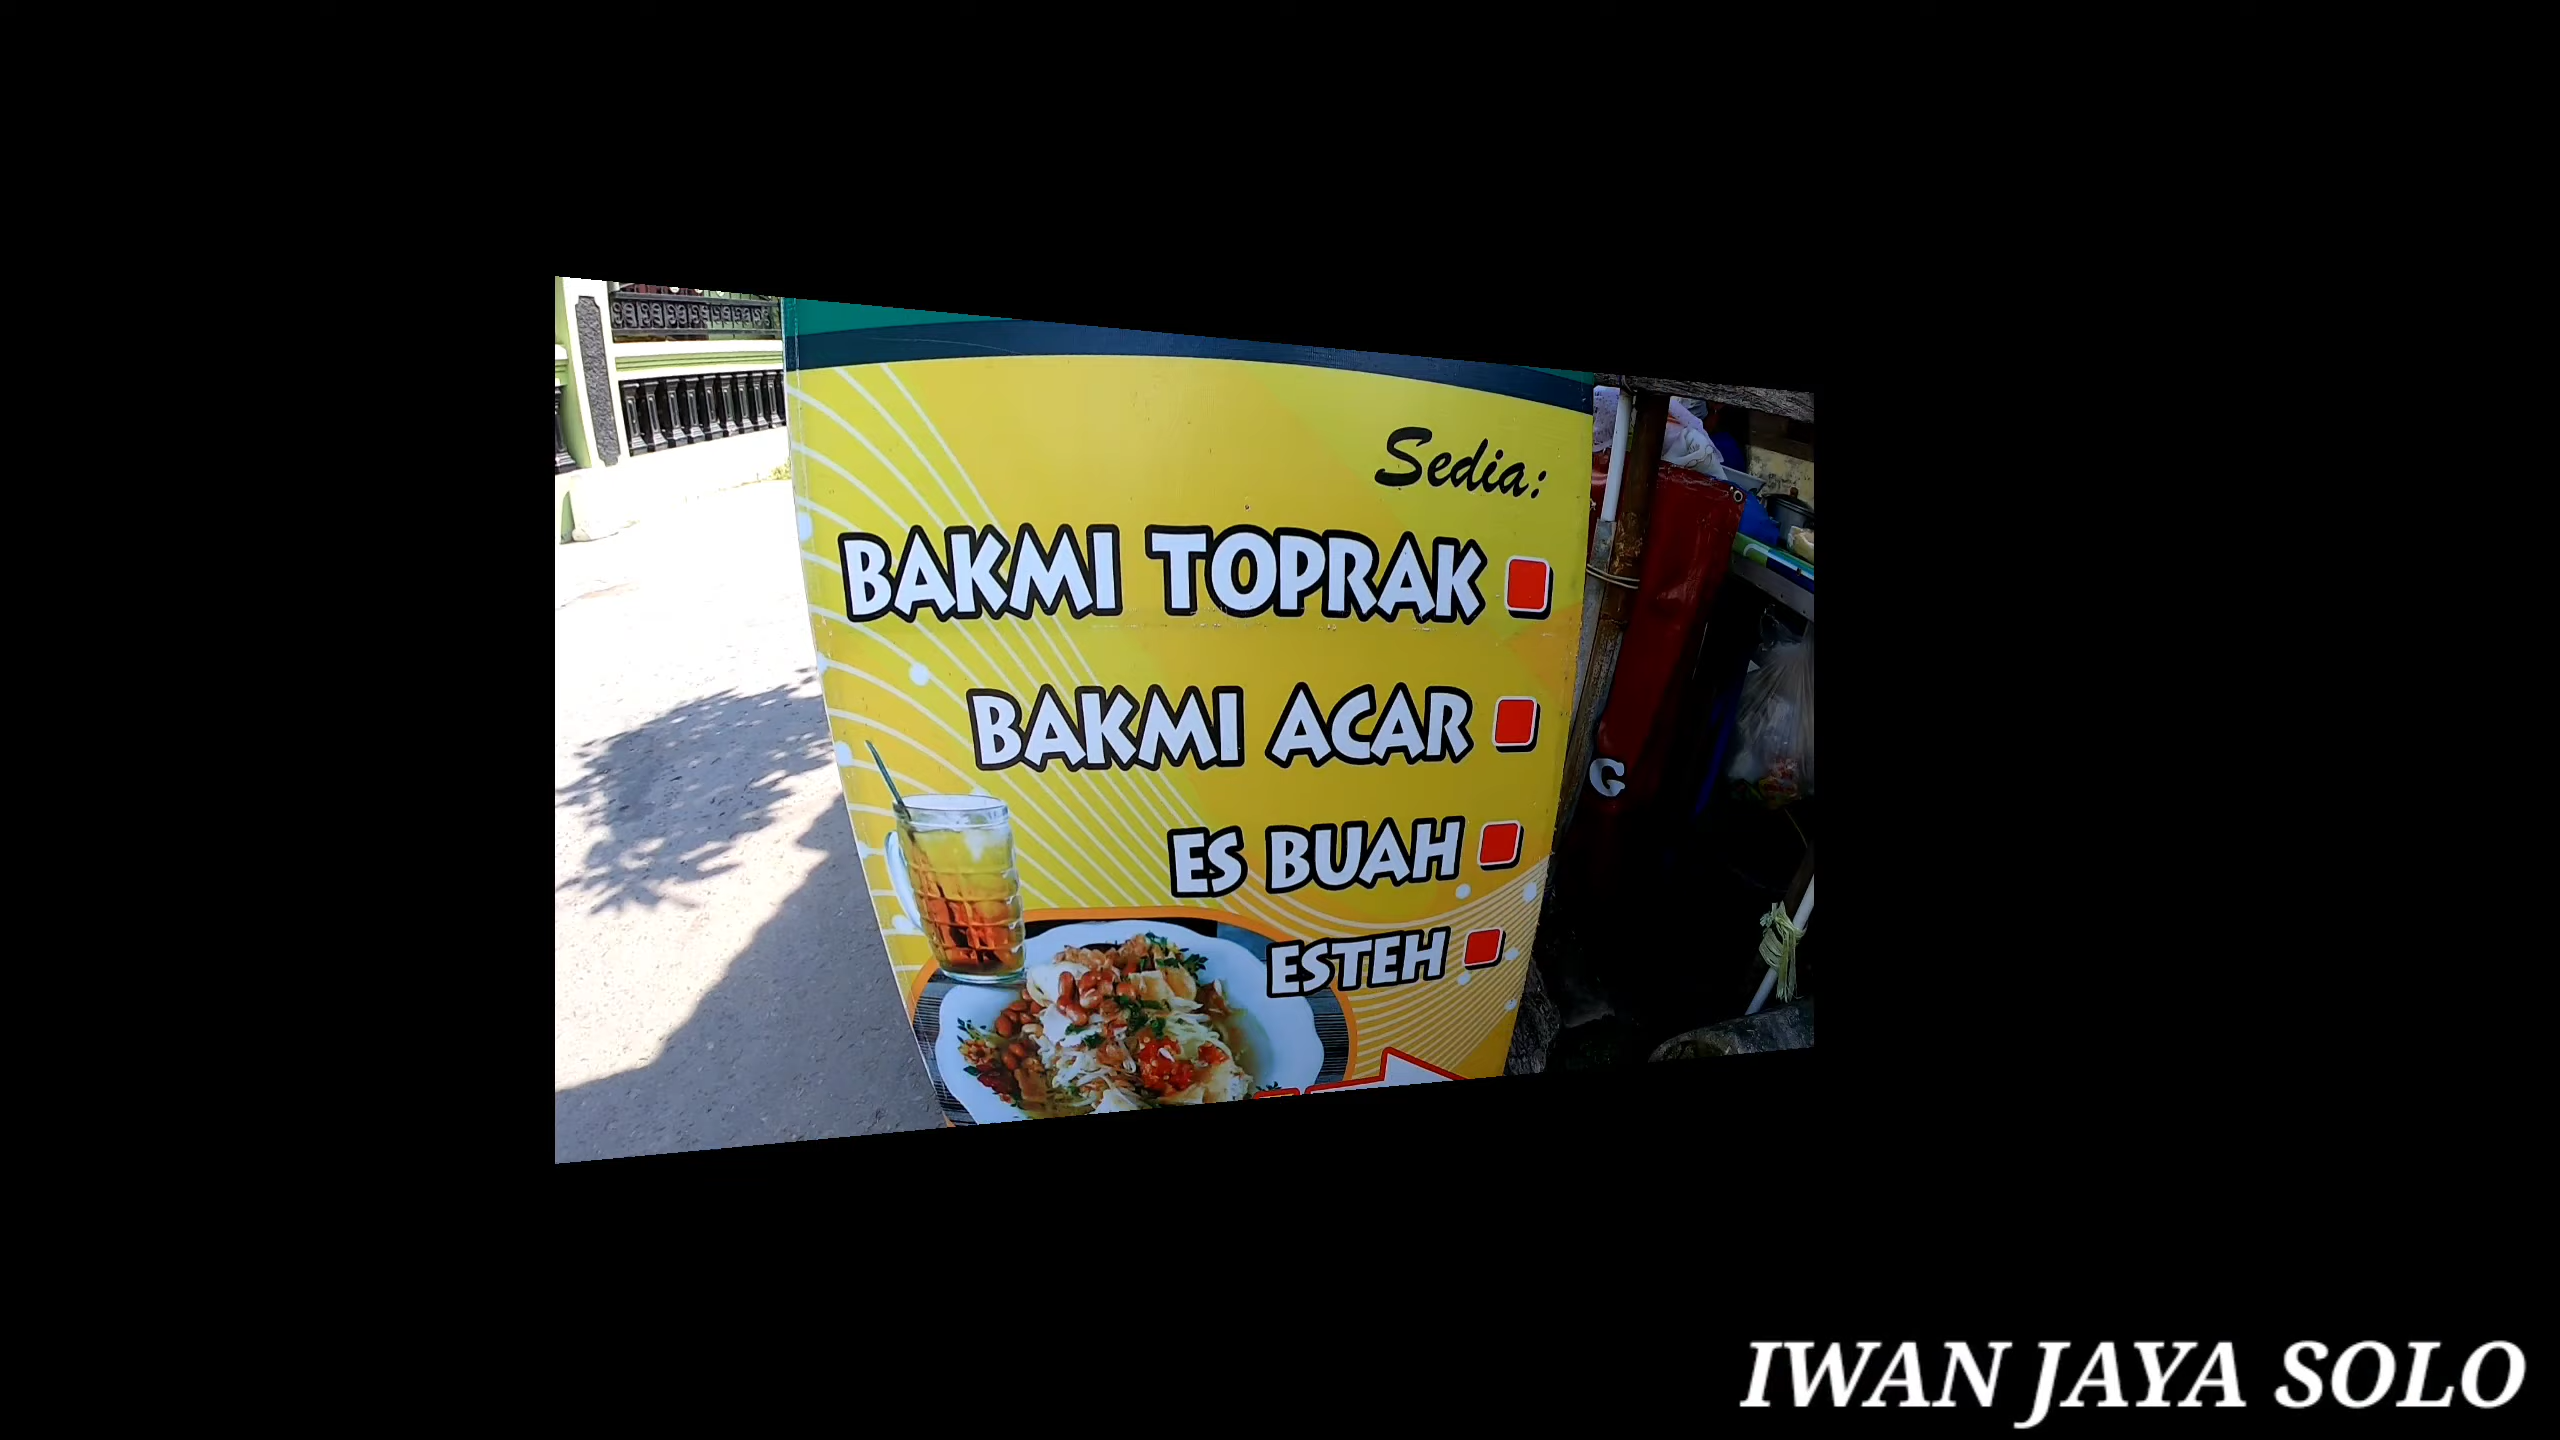 Sedia:
BAKMI TOPRAK
BAKMI ACAR
ES BUAH
ESTEH
G
IWAN JAYA SOLO